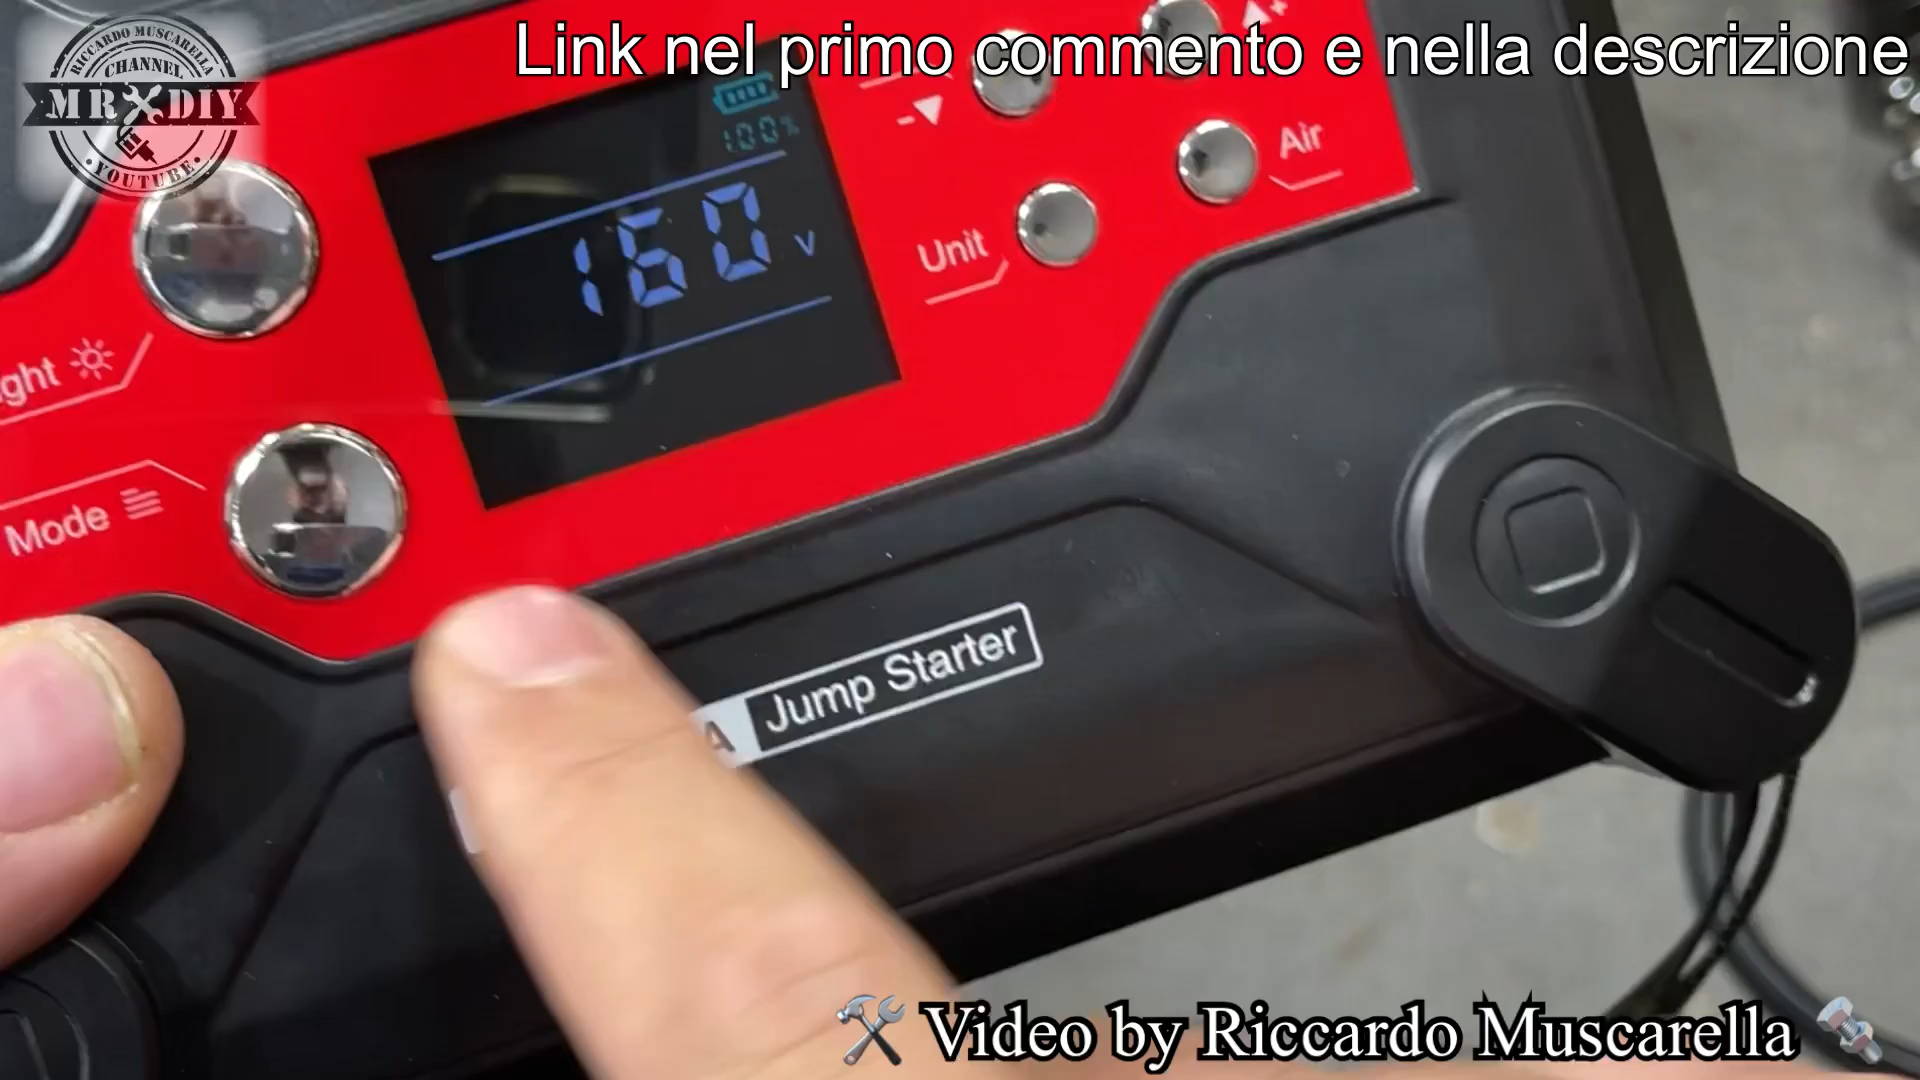 Link nel primo commento e nella descrizione
RICCARDO MUSCARELLA
CHANNEL
MR DIY
YOUTUBE
100%
160 v
Air
Unit
ght
Mode
A Jump Starter
Video by Riccardo Muscarella